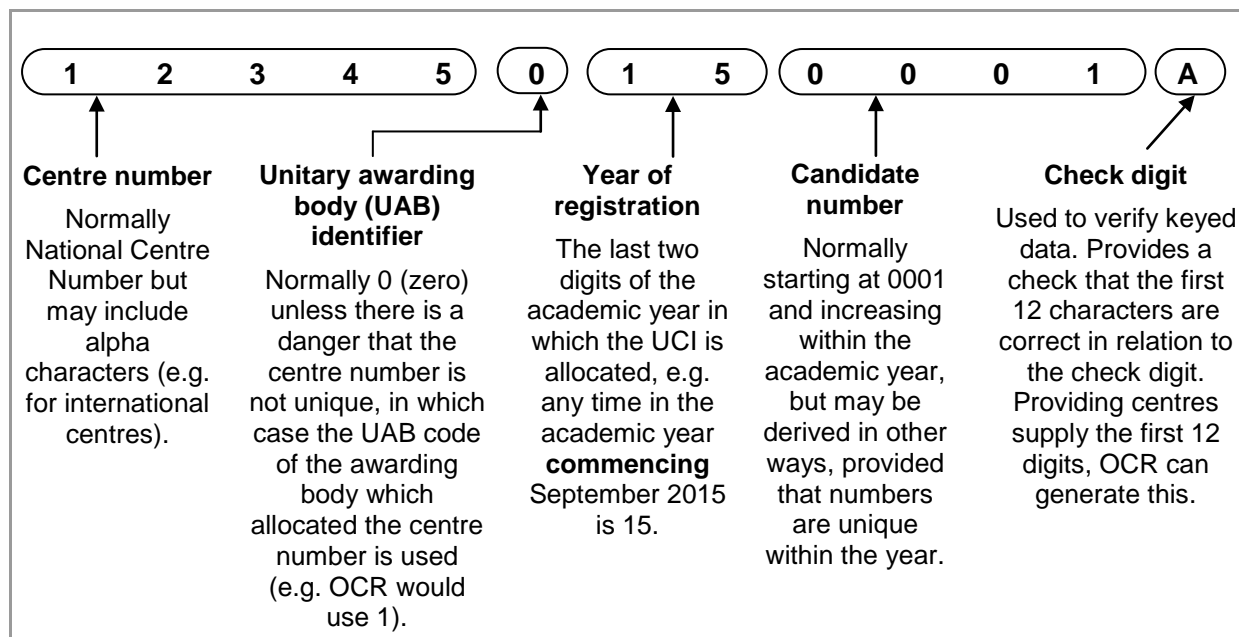 1 2 3 4 5 0 1 5 0 0 0 1 A
Centre number
Normally
National Centre
Number but
may include
alpha
characters (e.g.
for international
centres).
Unitary awarding
body (UAB)
identifier
Normally 0 (zero)
unless there is a
danger that the
centre number is
not unique, in which
case the UAB code
of the awarding
body which
allocated the centre
number is used
(e.g. OCR would
use 1).
Year of
registration
The last two
digits of the
academic year in
which the UCI is
allocated, e.g.
any time in the
academic year
commencing
September 2015
is 15.
Candidate
number
Normally
starting at 0001
and increasing
within the
academic year,
but may be
derived in other
ways, provided
that numbers
are unique
within the year.
Check digit
Used to verify keyed
data. Provides a
check that the first
12 characters are
correct in relation to
the check digit.
Providing centres
supply the first 12
digits, OCR can
generate this.